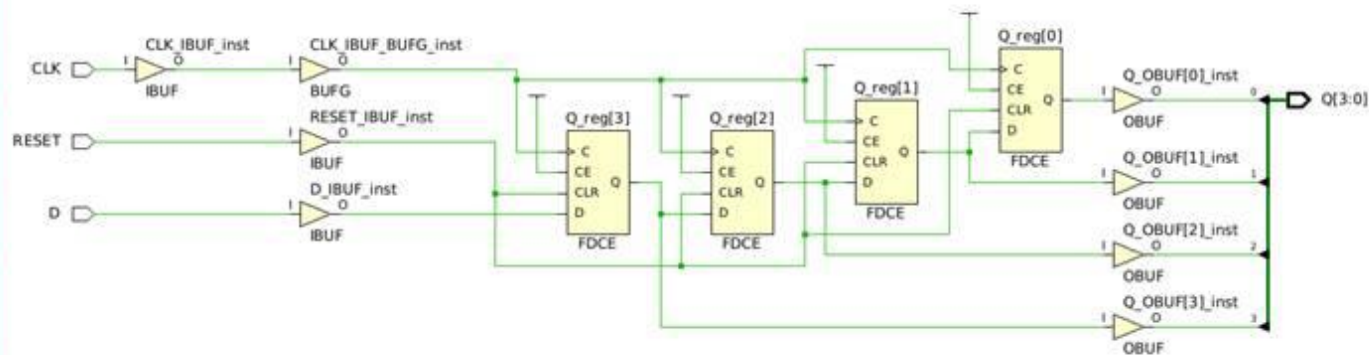 CLK
I
CLK_IBUF_inst
O
IBUF
I
CLK_IBUF_BUFG_inst
O
BUFG
RESET
I
RESET_IBUF_inst
O
IBUF
D
I
D_IBUF_inst
O
IBUF
Q_reg[3]
C
CE
CLR
D
Q
FDCE
Q_reg[2]
C
CE
CLR
D
Q
FDCE
Q_reg[1]
C
CE
CLR
D
Q
FDCE
Q_reg[0]
C
CE
CLR
D
Q
FDCE
Q_OBUF[0]_inst
I
O
OBUF
0
Q[3:0]
Q_OBUF[1]_inst
I
O
OBUF
1
Q_OBUF[2]_inst
I
O
OBUF
2
Q_OBUF[3]_inst
I
O
OBUF
3